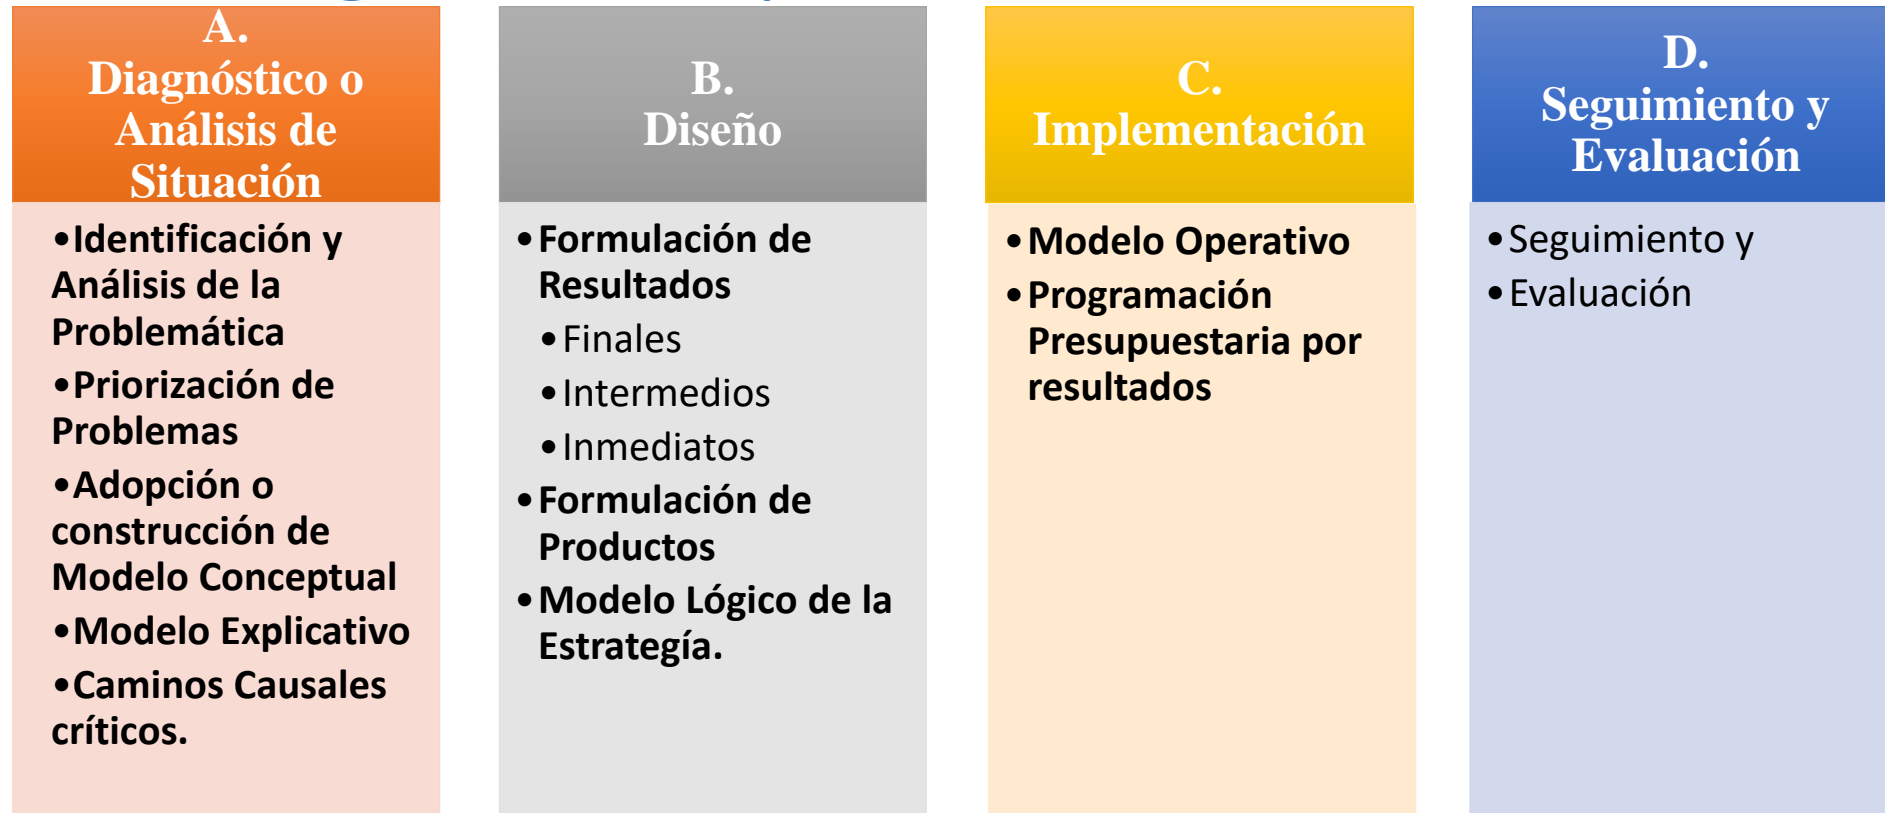 A.
Diagnóstico o
Análisis de
Situación
•Identificación y
Análisis de la
Problemática
•Priorización de
Problemas
•Adopción o
construcción de
Modelo Conceptual
•Modelo Explicativo
•Caminos Causales
críticos.
B.
Diseño
•Formulación de
Resultados
•Finales
•Intermedios
•Inmediatos
•Formulación de
Productos
•Modelo Lógico de la
Estrategía.
C.
Implementación
•Modelo Operativo
•Programación
Presupuestaria por
resultados
D.
Seguimiento y
Evaluación
•Seguimiento y
•Evaluación